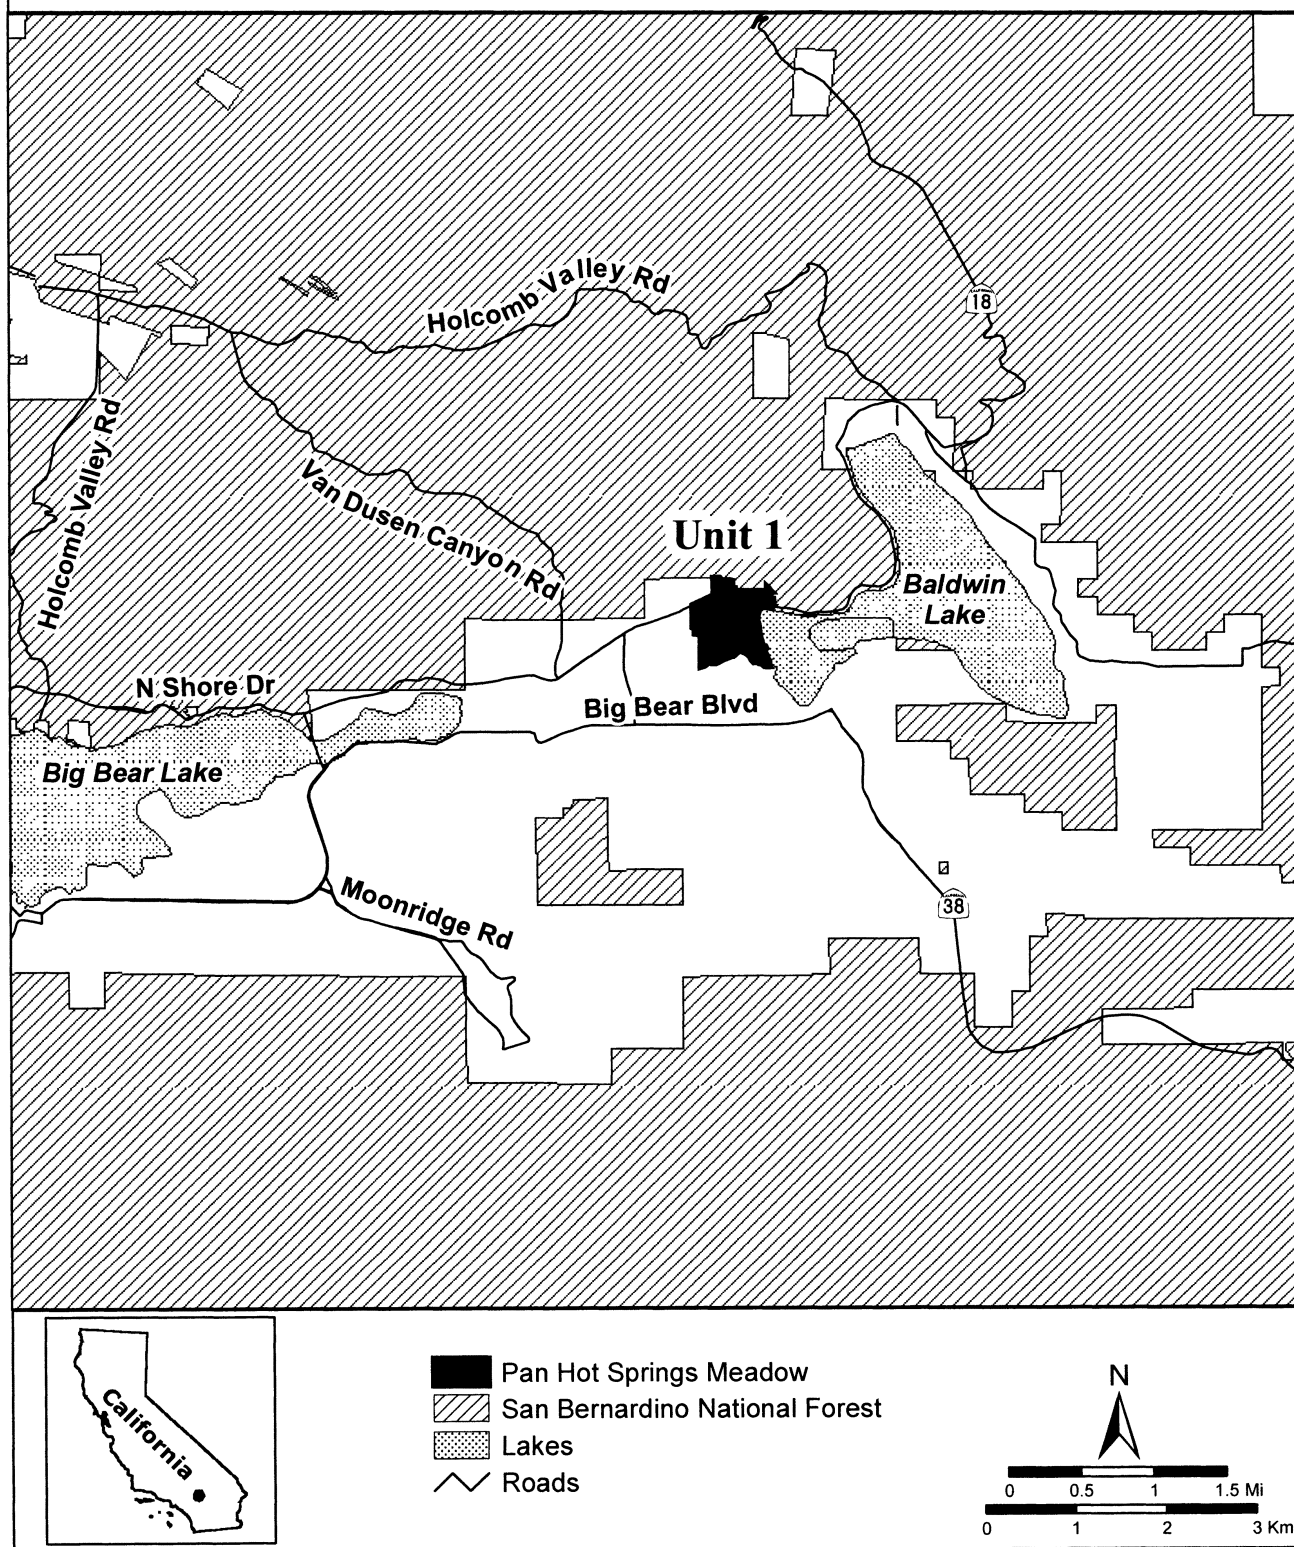 18
Holcomb Valley Rd
Holcomb Valley Rd
Van Dusen Canyon Rd
Unit 1
Baldwin
Lake
N Shore Dr
Big Bear Blvd
Big Bear Lake
Moonridge Rd
38
California
Pan Hot Springs Meadow
San Bernardino National Forest
Lakes
Roads
N
0 0.5 1 1.5 Mi
0 1 2 3 Km